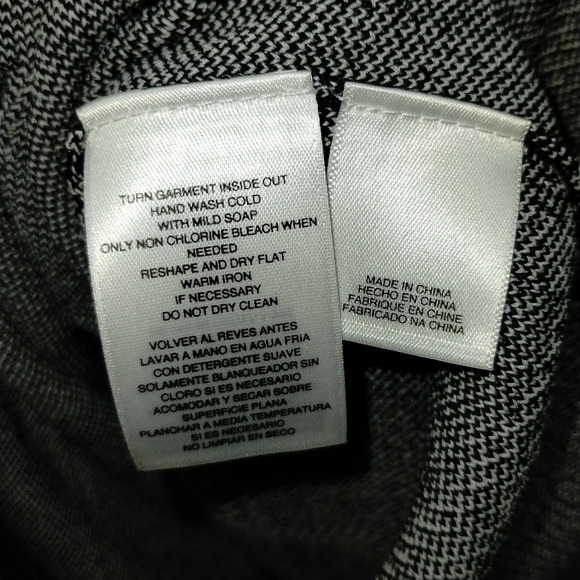 TURN GARMENT INSIDE OUT
HAND WASH COLD
WITH MILD SOAP
ONLY NON CHLORINE BLEACH WHEN
NEEDED
RESHAPE AND DRY FLAT
WARM IRON
IF NECESSARY
DO NOT DRY CLEAN
VOLVER AL REVES ANTES
LAVAR A MANO EN AGUA FRIA
CON DETERGENTE SUAVE
SOLAMENTE BLANQUEADOR SIN
CLORO SI ES NECESARIO
ACOMODAR Y SECAR SOBRE
SUPERFICIE PLANA
PLANCHAR A MEDIA TEMPERATURA
SI ES NECESARIO
NO LIMPIAR EN SECO
MADE IN CHINA
HECHO EN CHINA
FABRIQUE EN CHINE
FABRICADO NA CHINA